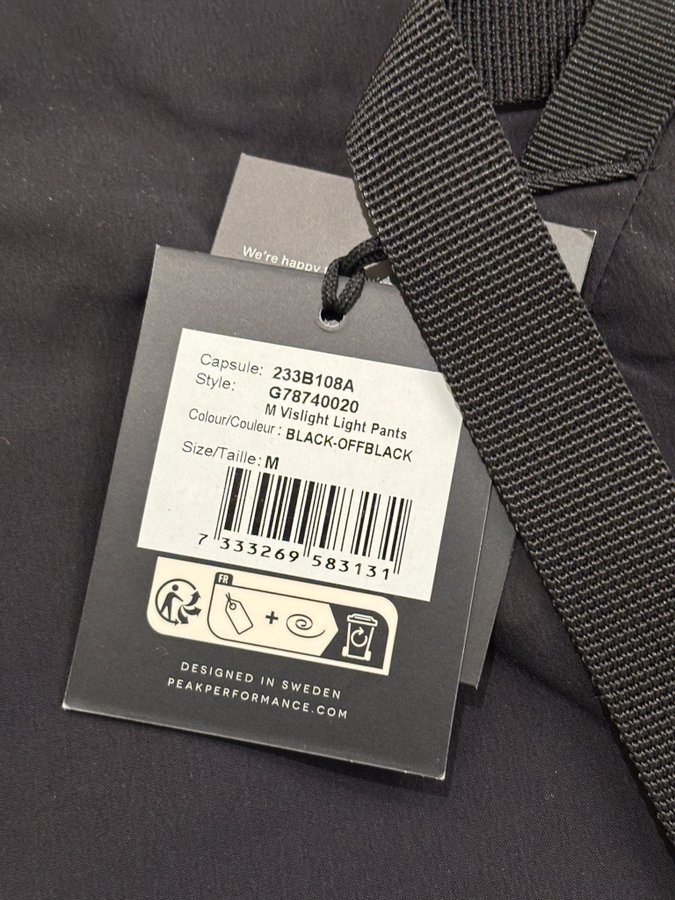 We're happy
Capsule: 233B108A
Style: G78740020
M Vislight Light Pants
Colour/Couleur : BLACK-OFFBLACK
Size/Taille: M
7 333269 583131
FR
+
DESIGNED IN SWEDEN
PEAKPERFORMANCE.COM